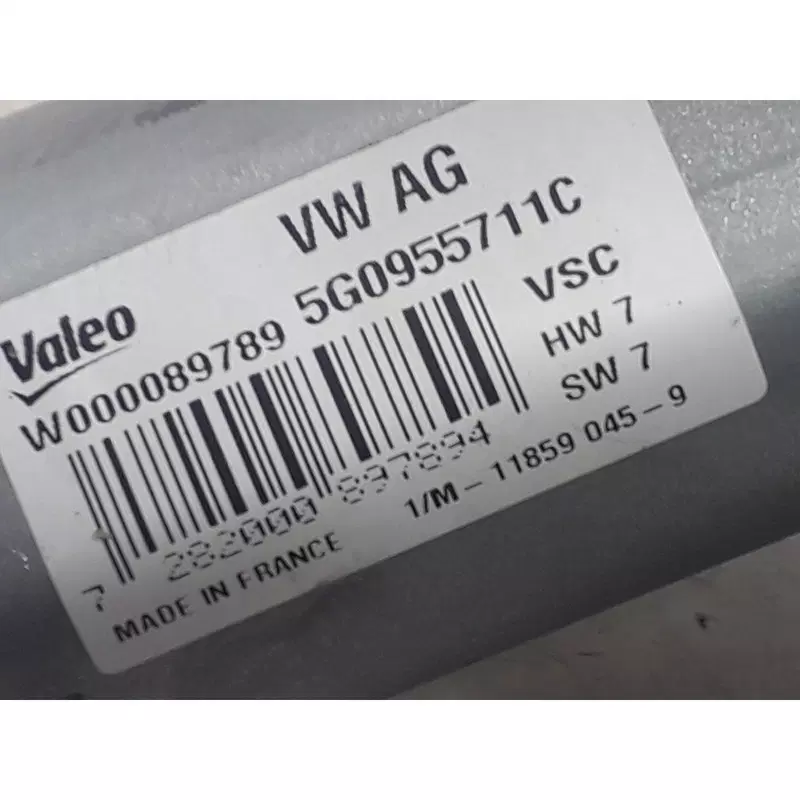 VW AG
Valeo
W000089789 5G0955711C
VSC
HW 7
SW 7
7 282000 897894
1/M-11859 045-9
MADE IN FRANCE